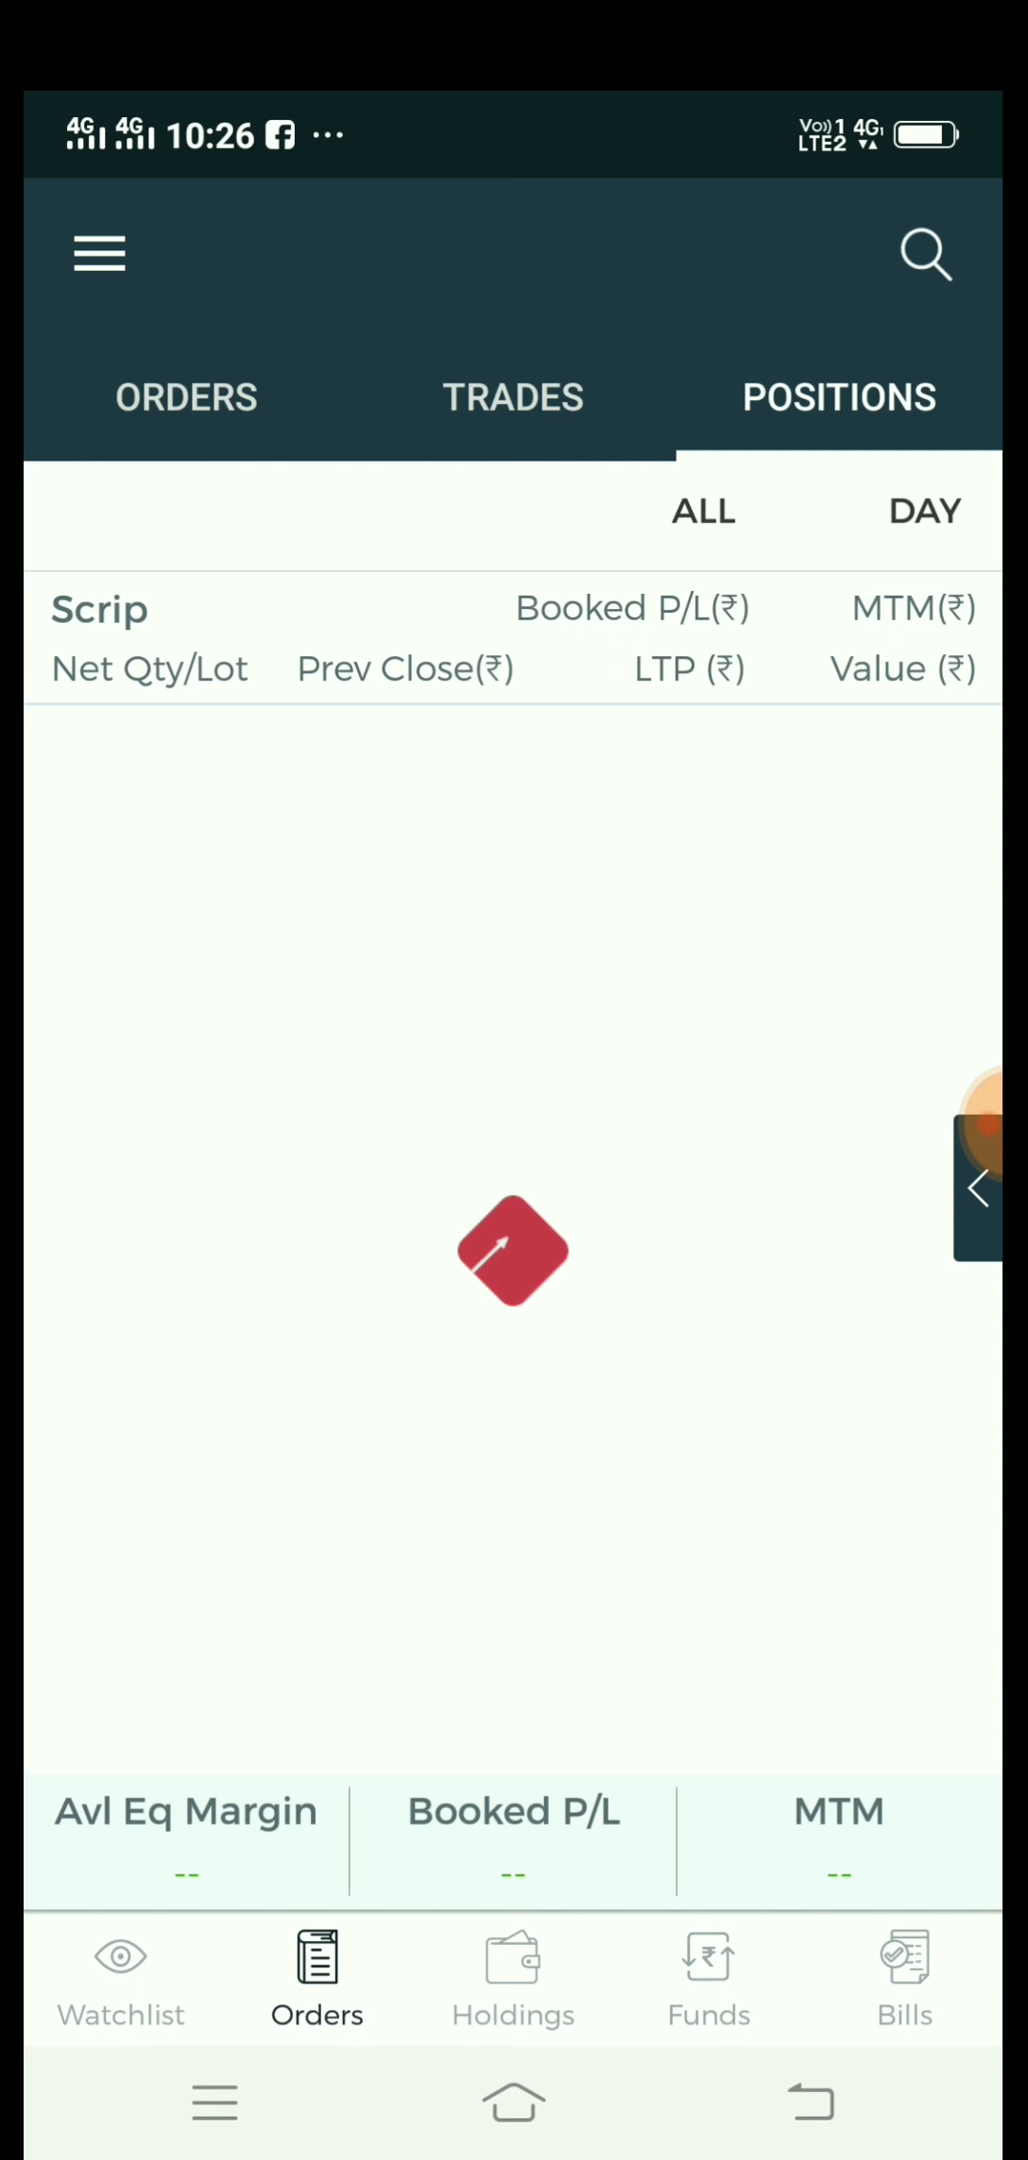 4G 4G 10:26 ... Vo)) 1 4G
LTE2
ORDERS TRADES POSITIONS
ALL DAY
Scrip Booked P/L(₹) MTM(₹)
Net Qty/Lot Prev Close(₹) LTP (₹) Value (₹)
Avl Eq Margin Booked P/L MTM
-- -- --
Watchlist Orders Holdings Funds Bills